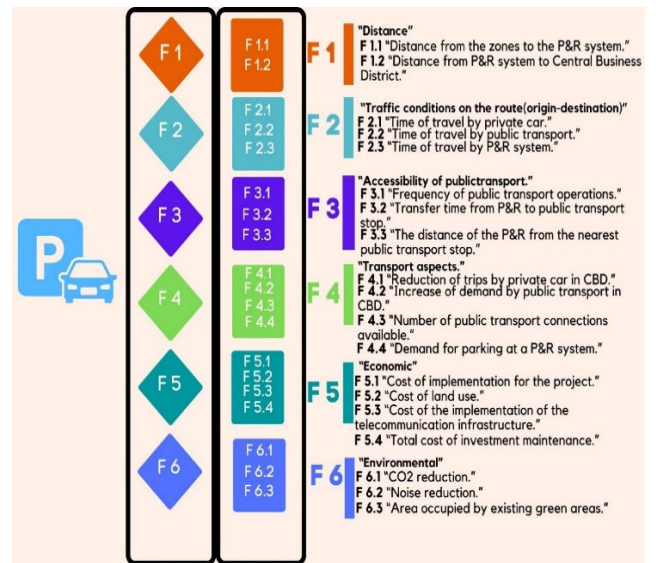 P
F 1
F 1.1
F 1.2
F 1
"Distance"
F 1.1 "Distance from the zones to the P&R system."
F 1.2 "Distance from P&R system to Central Business
District."
F 2
F 2.1
F 2.2
F 2.3
F 2
"Traffic conditions on the route(origin-destination)"
F 2.1 "Time of travel by private car.
F 2.2 "Time of travel by public transport."
F 2.3 "Time of travel by P&R system."
F 3
F 3.1
F 3.2
F 3.3
F 3
"Accessibility of publictransport."
F 3.1 "Frequency of public transport operations."
F 3.2 "Transfer time from P&R to public transport
stop."
F 3.3 "The distance of the P&R from the nearest
public transport stop."
F 4
F 4.1
F 4.2
F 4.3
F 4.4
F 4
"Transport aspects."
F 4.1 "Reduction of trips by private car in CBD."
F 4.2 "Increase of demand by public transport in
CBD."
F 4.3 "Number of public transport connections
available."
F 4.4 "Demand for parking at a P&R system."
F 5
F 5.1
F 5.2
F 5.3
F 5.4
F 5
"Economic"
F 5.1 "Cost of implementation for the project."
F 5.2 "Cost of land use."
F 5.3 "Cost of the implementation of the
telecommunication infrastructure."
F 5.4 "Total cost of investment maintenance."
F 6
F 6.1
F 6.2
F 6.3
F 6
"Environmental"
F 6.1 "CO2 reduction."
F 6.2 "Noise reduction."
F 6.3 "Area occupied by existing green areas."